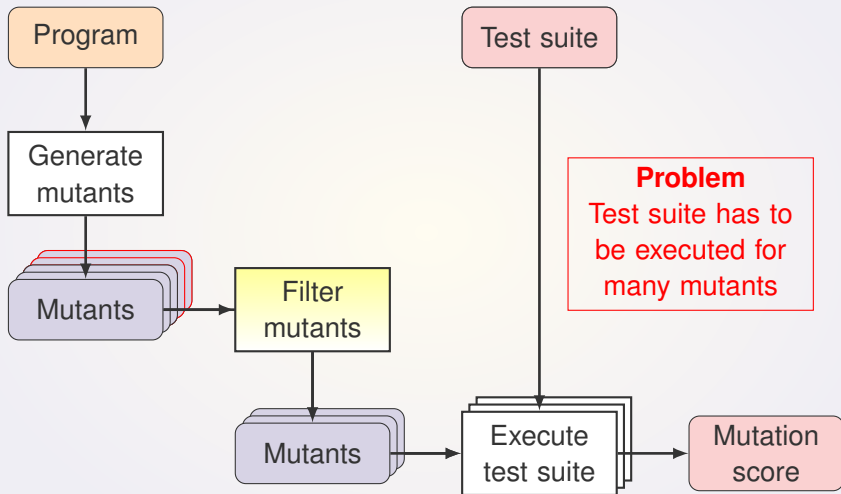 Program
Test suite
Generate
mutants
Problem
Test suite has to
be executed for
many mutants
Mutants
Filter
mutants
Mutants
Execute
test suite
Mutation
score